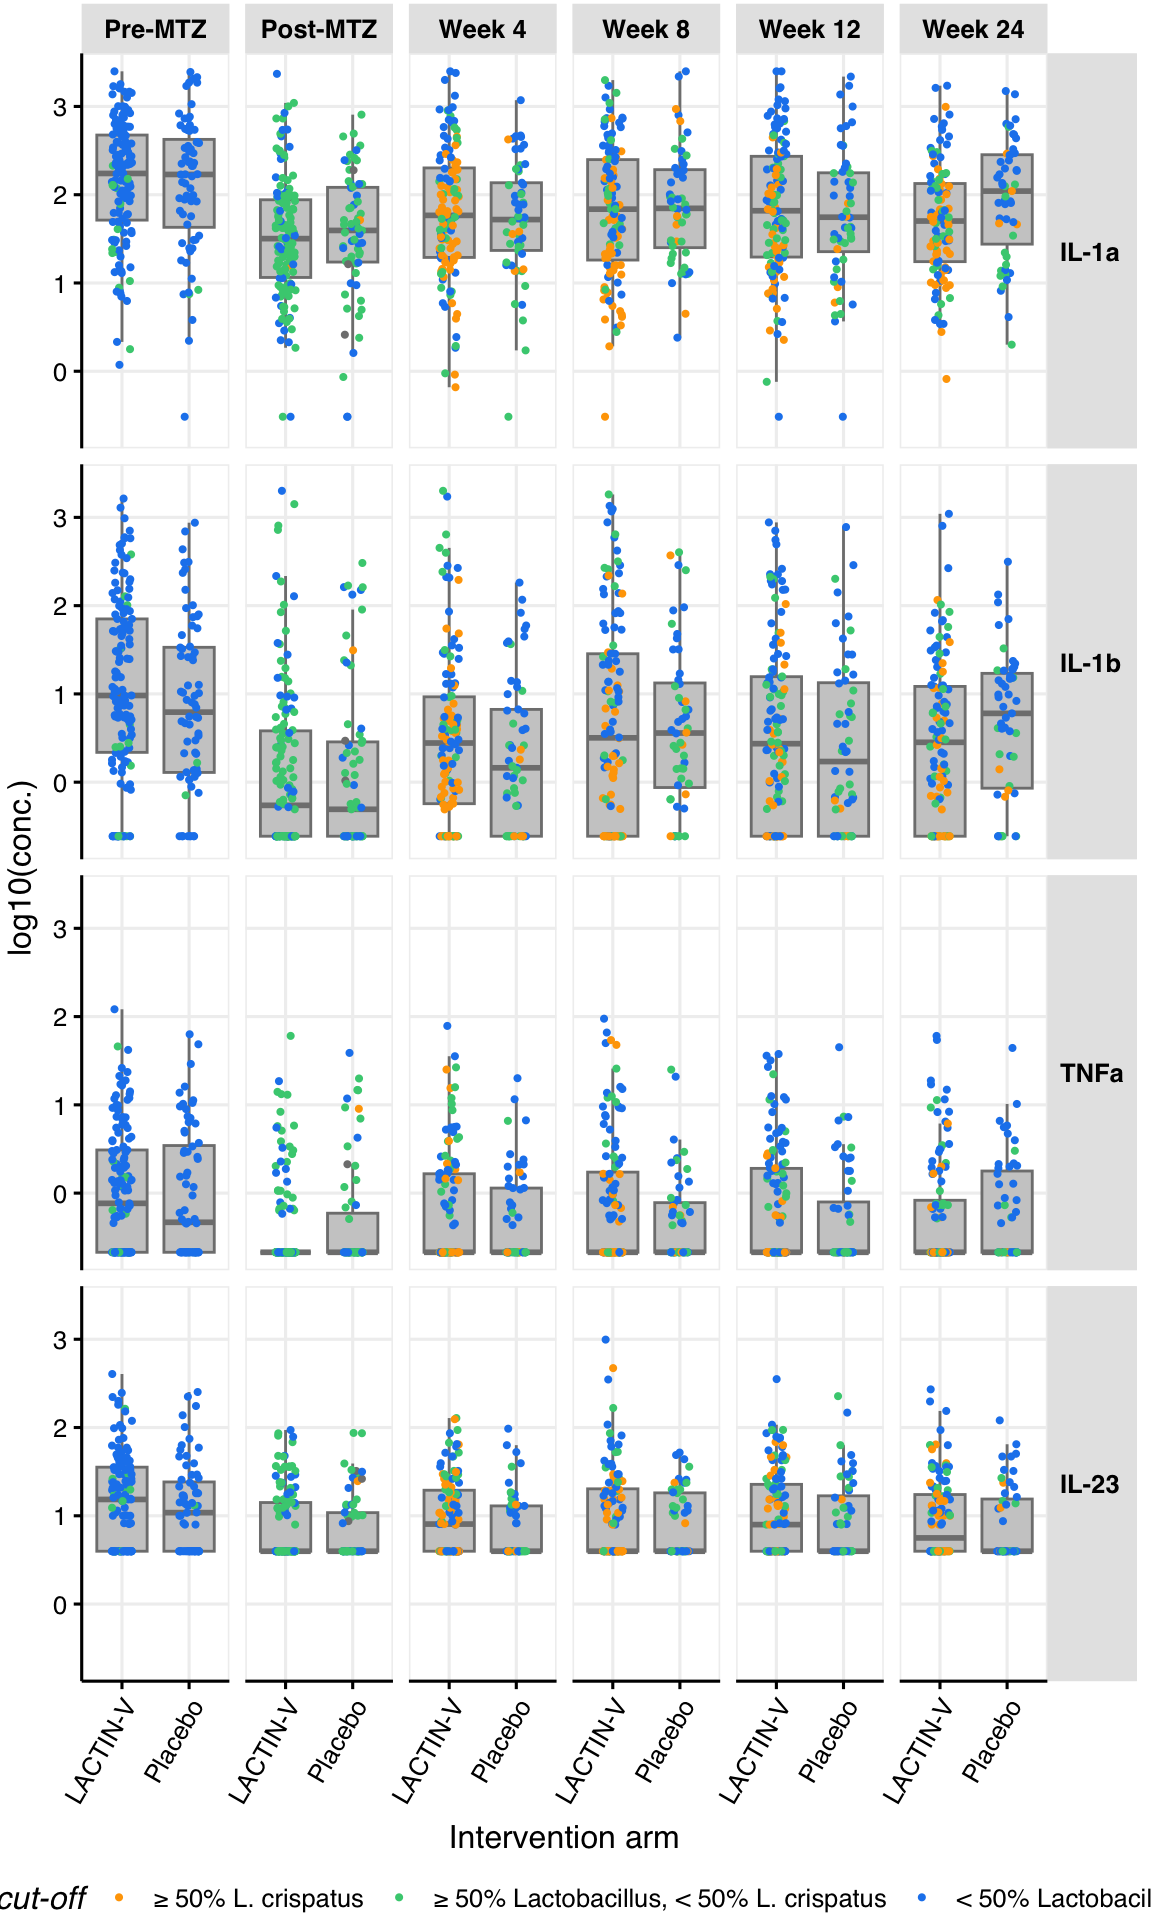 Pre-MTZ Post-MTZ Week 4 Week 8 Week 12 Week 24
3
2
1
0
IL-1a
3
2
1
0
IL-1b
log10(conc.)
3
2
1
0
TNFa
3
2
1
0
IL-23
LACTIN-V Placebo LACTIN-V Placebo LACTIN-V Placebo LACTIN-V Placebo LACTIN-V Placebo LACTIN-V Placebo
Intervention arm
cut-off ≥ 50% L. crispatus ≥ 50% Lactobacillus, < 50% L. crispatus < 50% Lactobacil